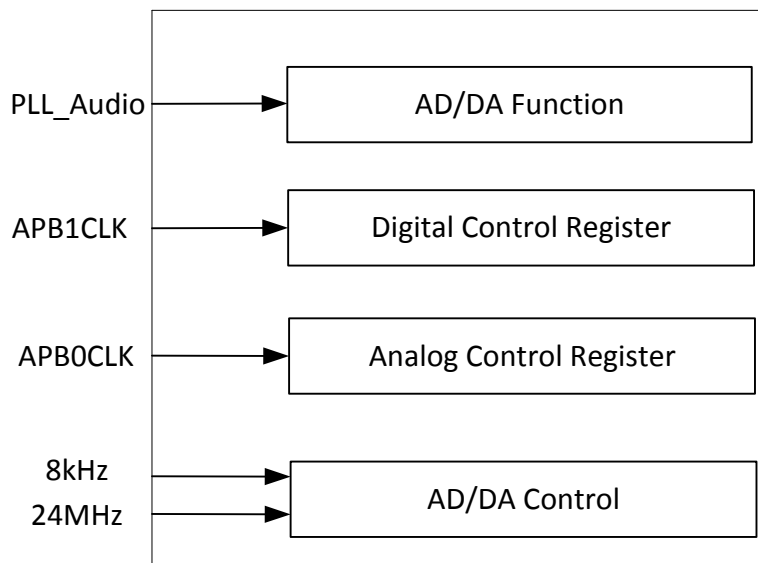 PLL_Audio
AD/DA Function
APB1CLK
Digital Control Register
APB0CLK
Analog Control Register
8kHz
24MHz
AD/DA Control